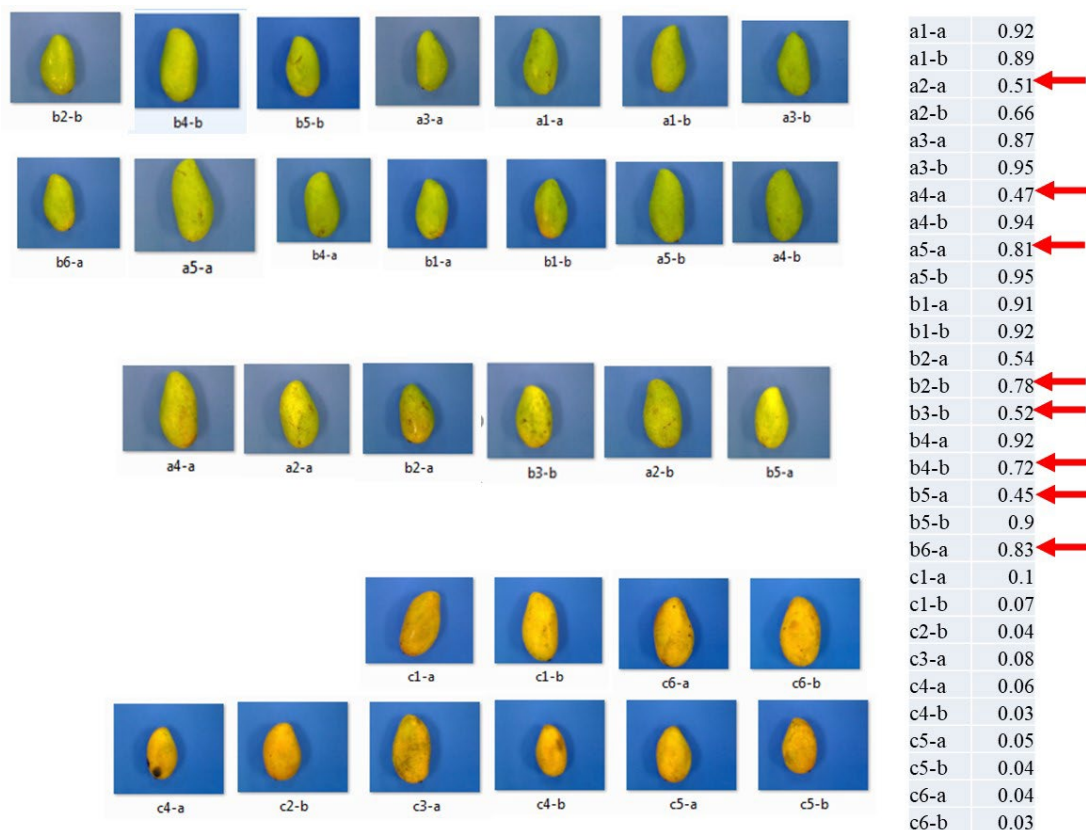 b2-b b4-b b5-b a3-a a1-a a1-b a3-b
b6-a a5-a b4-a b1-a b1-b a5-b a4-b
a4-a a2-a b2-a b3-b a2-b b5-a
c1-a c1-b c6-a c6-b
c4-a c2-b c3-a c4-b c5-a c5-b
a1-a 0.92
a1-b 0.89
a2-a 0.51
a2-b 0.66
a3-a 0.87
a3-b 0.95
a4-a 0.47
a4-b 0.94
a5-a 0.81
a5-b 0.95
b1-a 0.91
b1-b 0.92
b2-a 0.54
b2-b 0.78
b3-b 0.52
b4-a 0.92
b4-b 0.72
b5-a 0.45
b5-b 0.9
b6-a 0.83
c1-a 0.1
c1-b 0.07
c2-b 0.04
c3-a 0.08
c4-a 0.06
c4-b 0.03
c5-a 0.05
c5-b 0.04
c6-a 0.04
c6-b 0.03